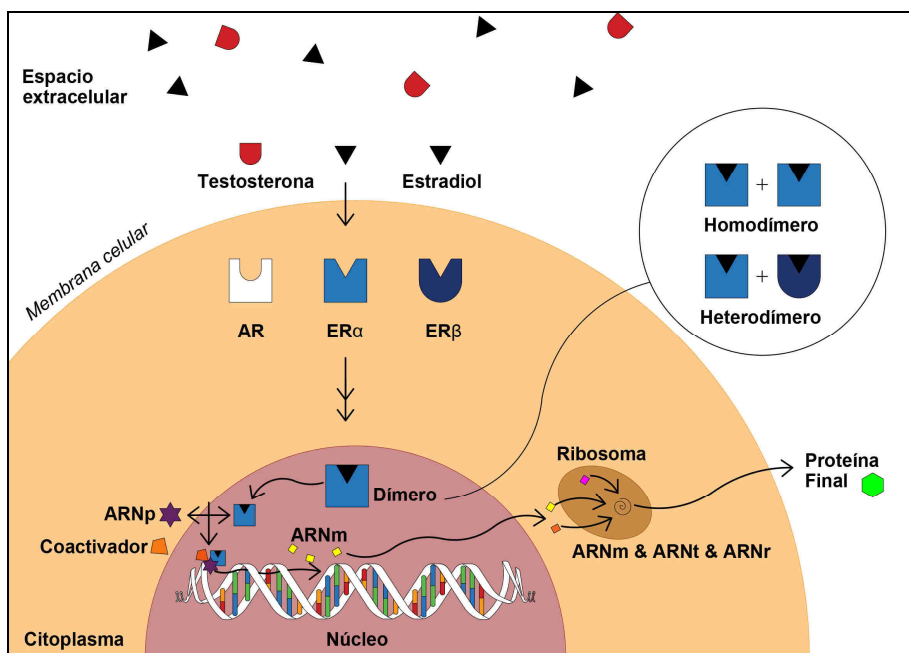 Espacio
extracelular
Testosterona
Estradiol
Membrana celular
AR
ERα
ERβ
+
Homodímero
+
Heterodímero
Dímero
ARNp
Coactivador
ARNm
Ribosoma
ARNm & ARNt & ARNr
Proteína
Final
Citoplasma
Núcleo